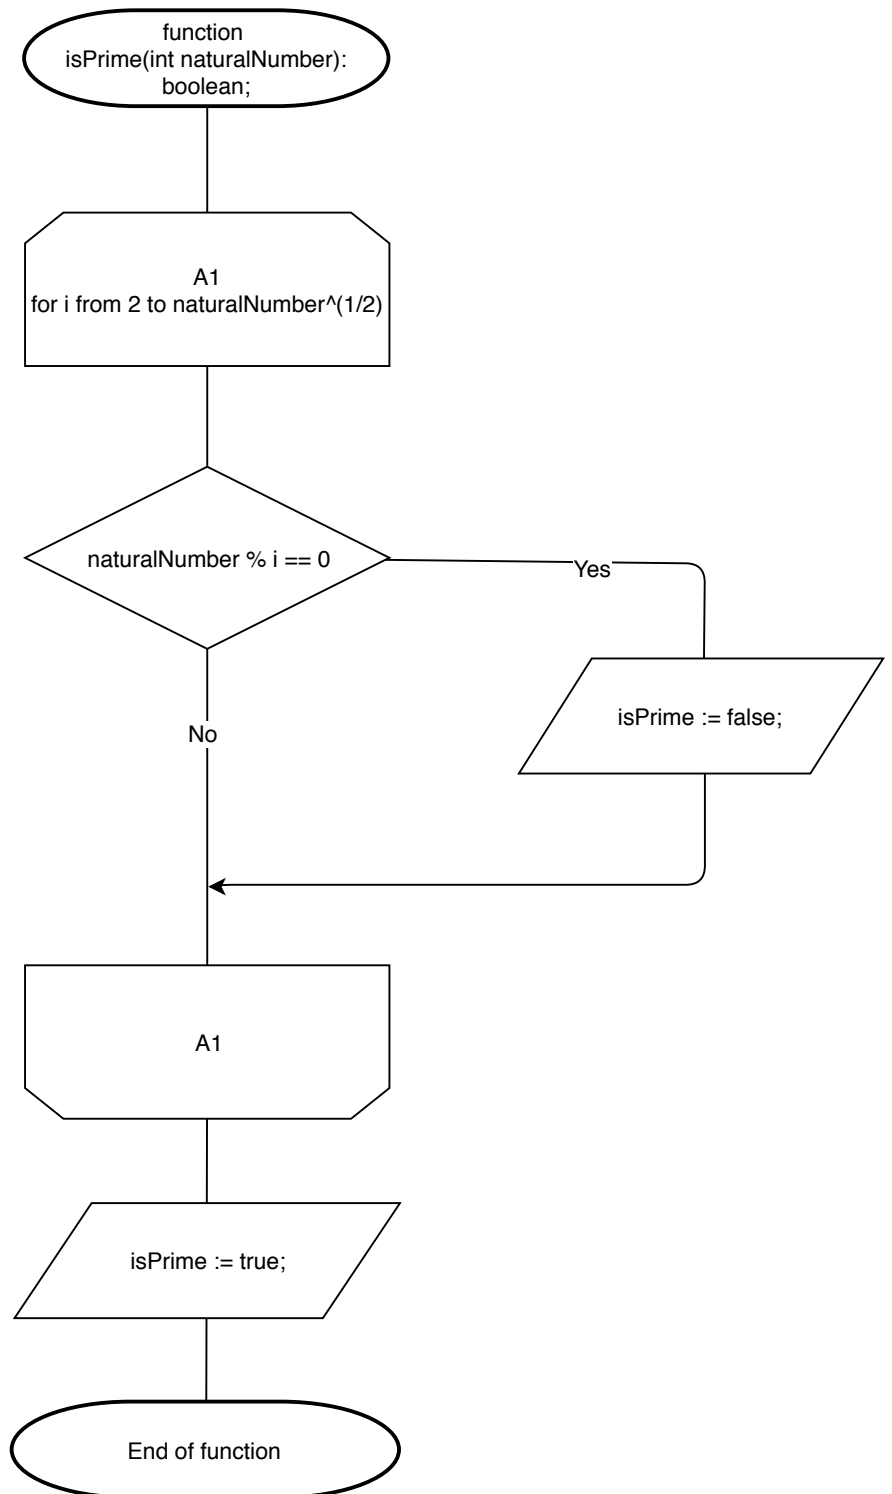 function
isPrime(int naturalNumber):
boolean;
A1
for i from 2 to naturalNumber^(1/2)
naturalNumber % i == 0
Yes
isPrime := false;
No
A1
isPrime := true;
End of function